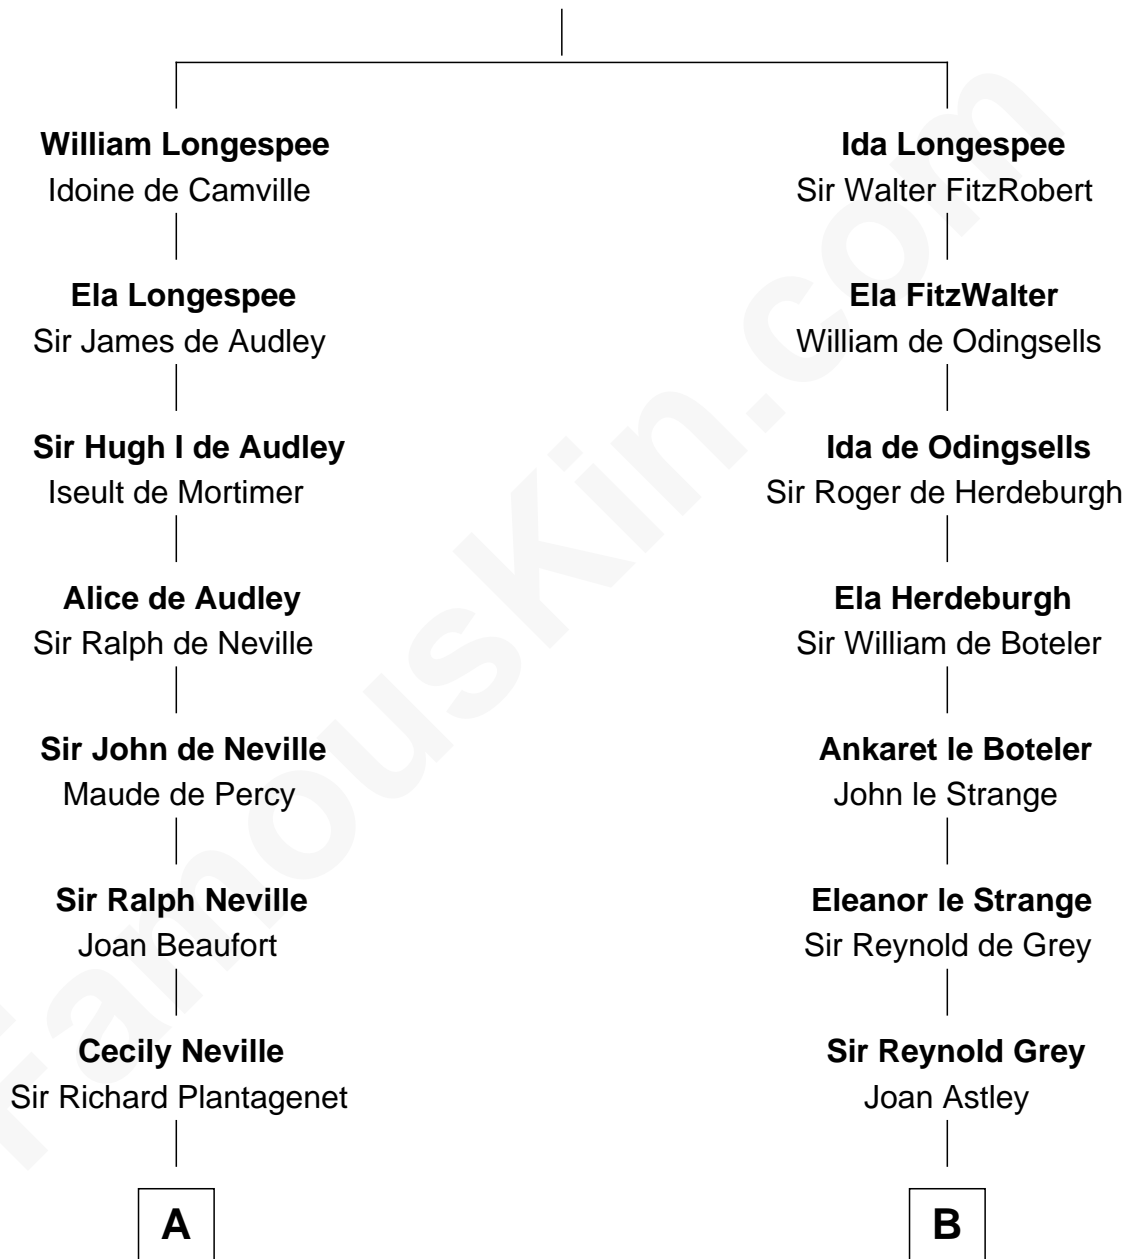 William Longespee
Idoine de Camville
Ela Longespee
Sir James de Audley
Sir Hugh I de Audley
Iseult de Mortimer
Alice de Audley
Sir Ralph de Neville
Sir John de Neville
Maude de Percy
Sir Ralph Neville
Joan Beaufort
Cecily Neville
Sir Richard Plantagenet
A
Ida Longespee
Sir Walter FitzRobert
Ela FitzWalter
William de Odingsells
Ida de Odingsells
Sir Roger de Herdeburgh
Ela Herdeburgh
Sir William de Boteler
Ankaret le Boteler
John le Strange
Eleanor le Strange
Sir Reynold de Grey
Sir Reynold Grey
Joan Astley
B
FamousKin.com